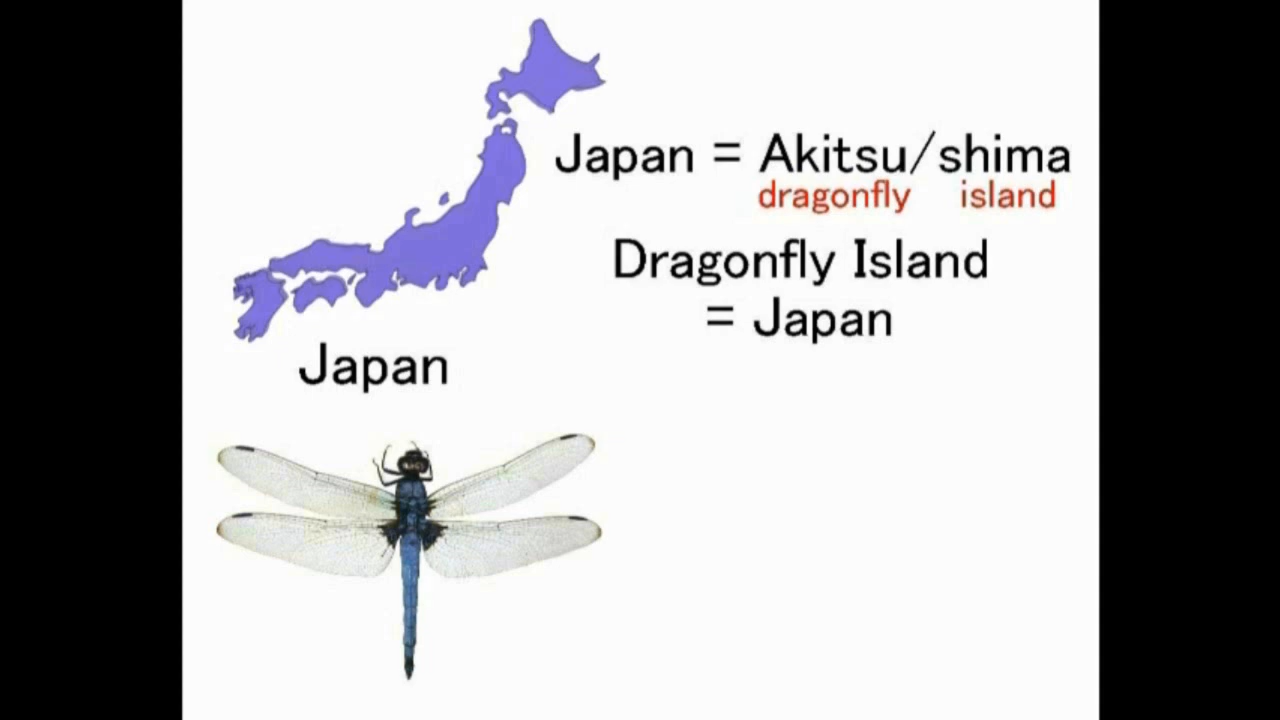 Japan = Akitsu/shima
dragonfly island
Dragonfly Island
= Japan
Japan